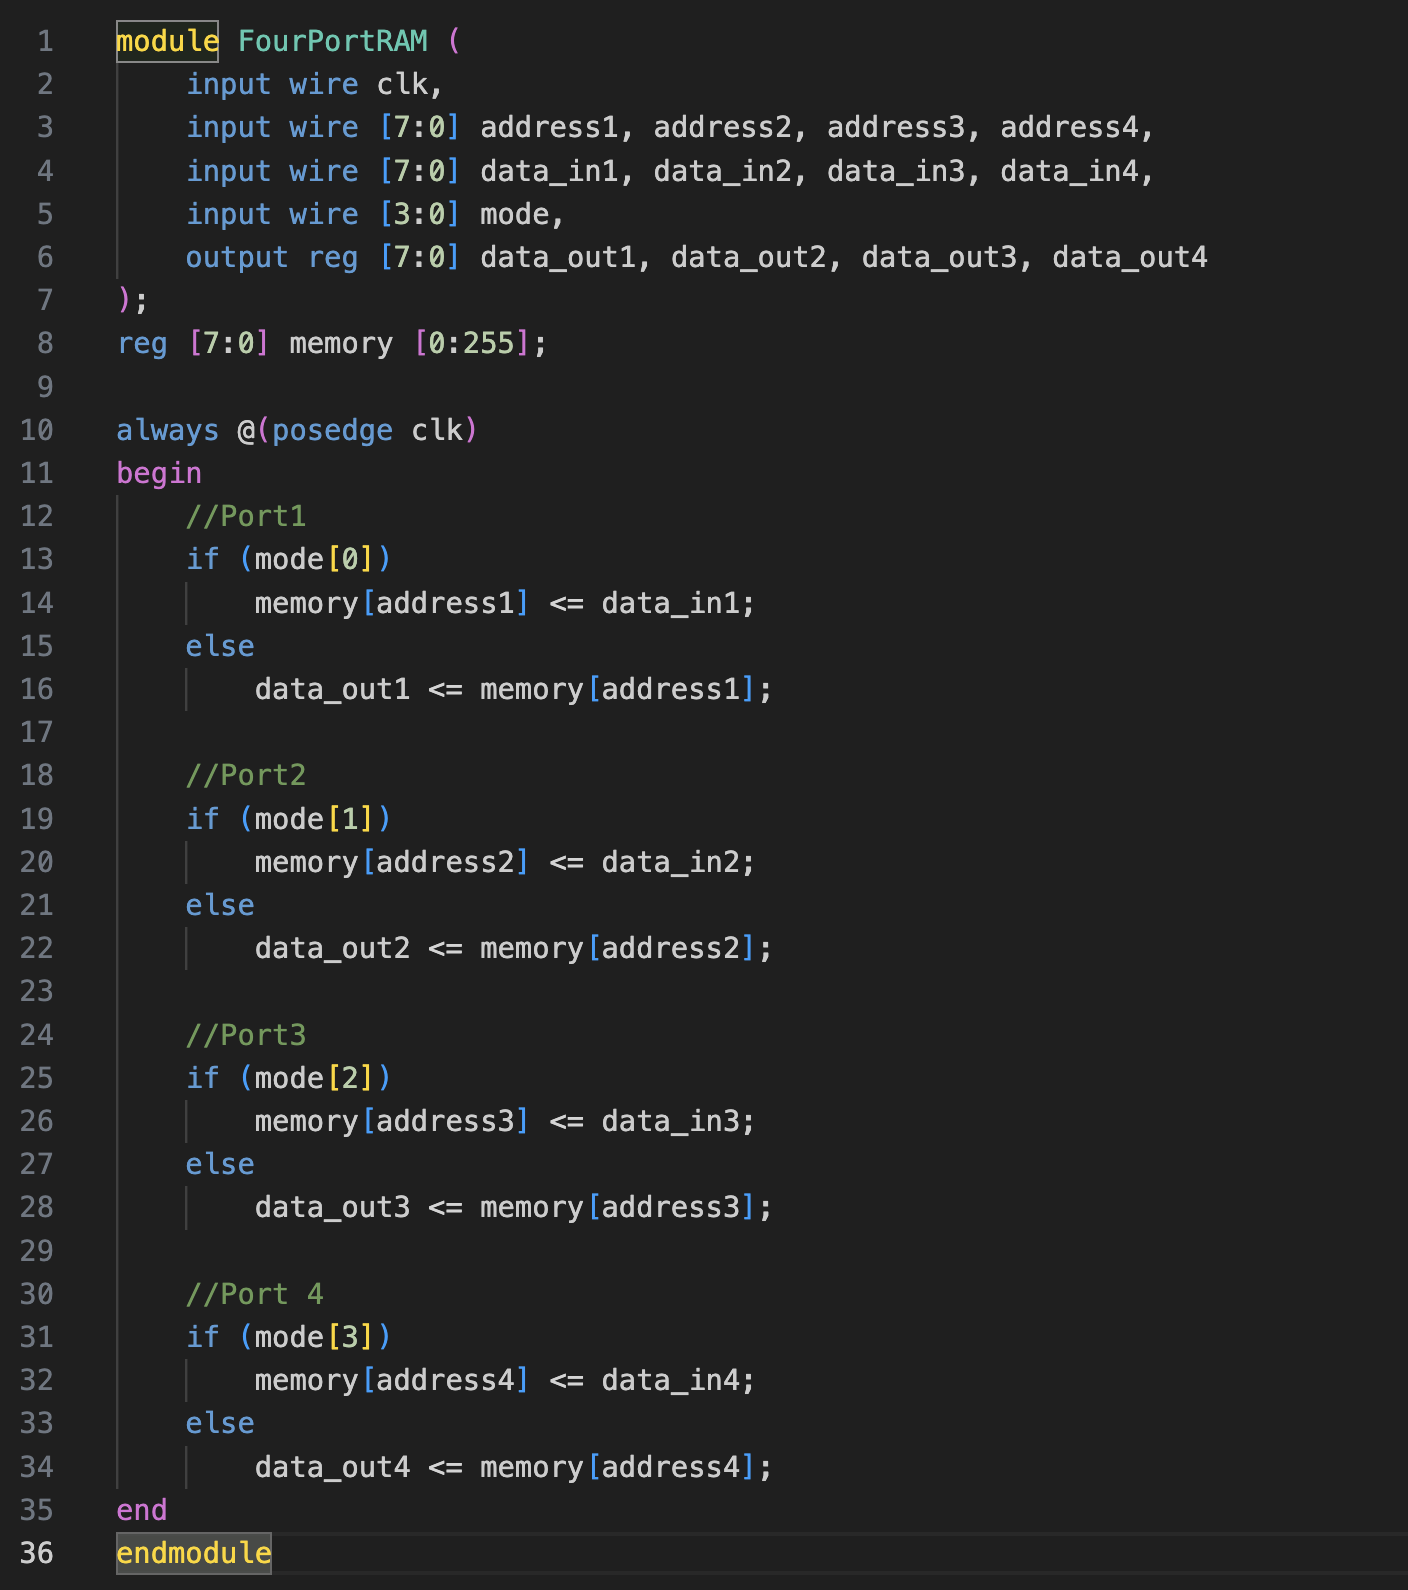 1 module FourPortRAM (
2 input wire clk,
3 input wire [7:0] address1, address2, address3, address4,
4 input wire [7:0] data_in1, data_in2, data_in3, data_in4,
5 input wire [3:0] mode,
6 output reg [7:0] data_out1, data_out2, data_out3, data_out4
7 );
8 reg [7:0] memory [0:255];
9
10 always @(posedge clk)
11 begin
12 //Port1
13 if (mode[0])
14 memory[address1] <= data_in1;
15 else
16 data_out1 <= memory[address1];
17
18 //Port2
19 if (mode[1])
20 memory[address2] <= data_in2;
21 else
22 data_out2 <= memory[address2];
23
24 //Port3
25 if (mode[2])
26 memory[address3] <= data_in3;
27 else
28 data_out3 <= memory[address3];
29
30 //Port 4
31 if (mode[3])
32 memory[address4] <= data_in4;
33 else
34 data_out4 <= memory[address4];
35 end
36 endmodule